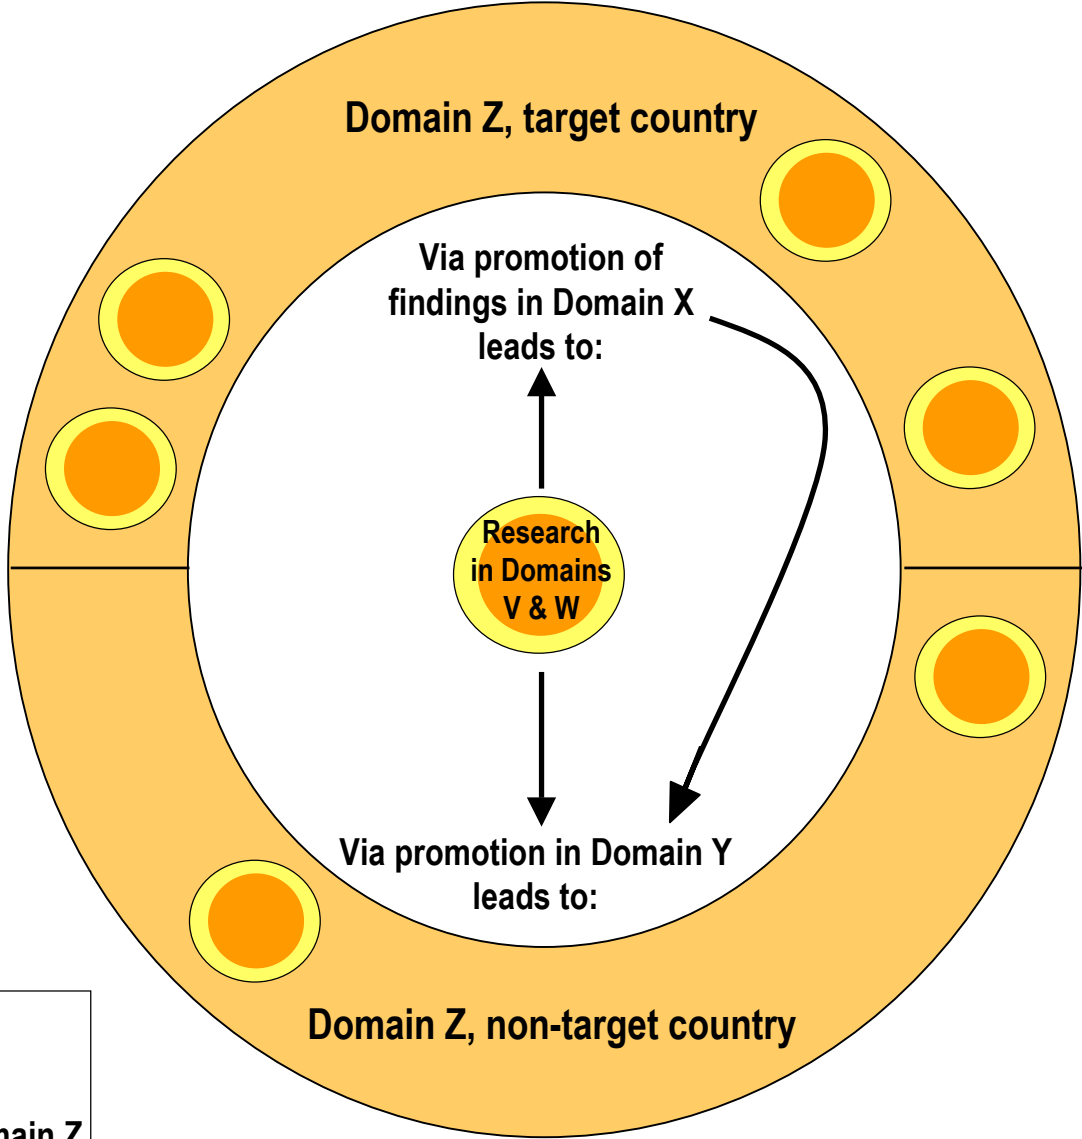 Domain Z, target country
Via promotion of
findings in Domain X
leads to:
Research
in Domains
V & W
Via promotion in Domain Y
leads to:
Domain Z, non-target country
main Z